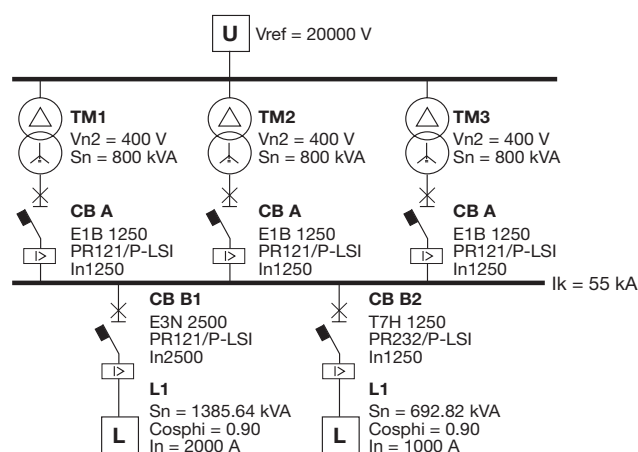 U
Vref = 20000 V
TM1
Vn2 = 400 V
Sn = 800 kVA
TM2
Vn2 = 400 V
Sn = 800 kVA
TM3
Vn2 = 400 V
Sn = 800 kVA
CB A
E1B 1250
PR121/P-LSI
In1250
I>
CB A
E1B 1250
PR121/P-LSI
In1250
I>
CB A
E1B 1250
PR121/P-LSI
In1250
I>
Ik = 55 kA
CB B1
E3N 2500
PR121/P-LSI
In2500
I>
L1
Sn = 1385.64 kVA
Cosphi = 0.90
In = 2000 A
L
CB B2
T7H 1250
PR232/P-LSI
In1250
I>
L1
Sn = 692.82 kVA
Cosphi = 0.90
In = 1000 A
L